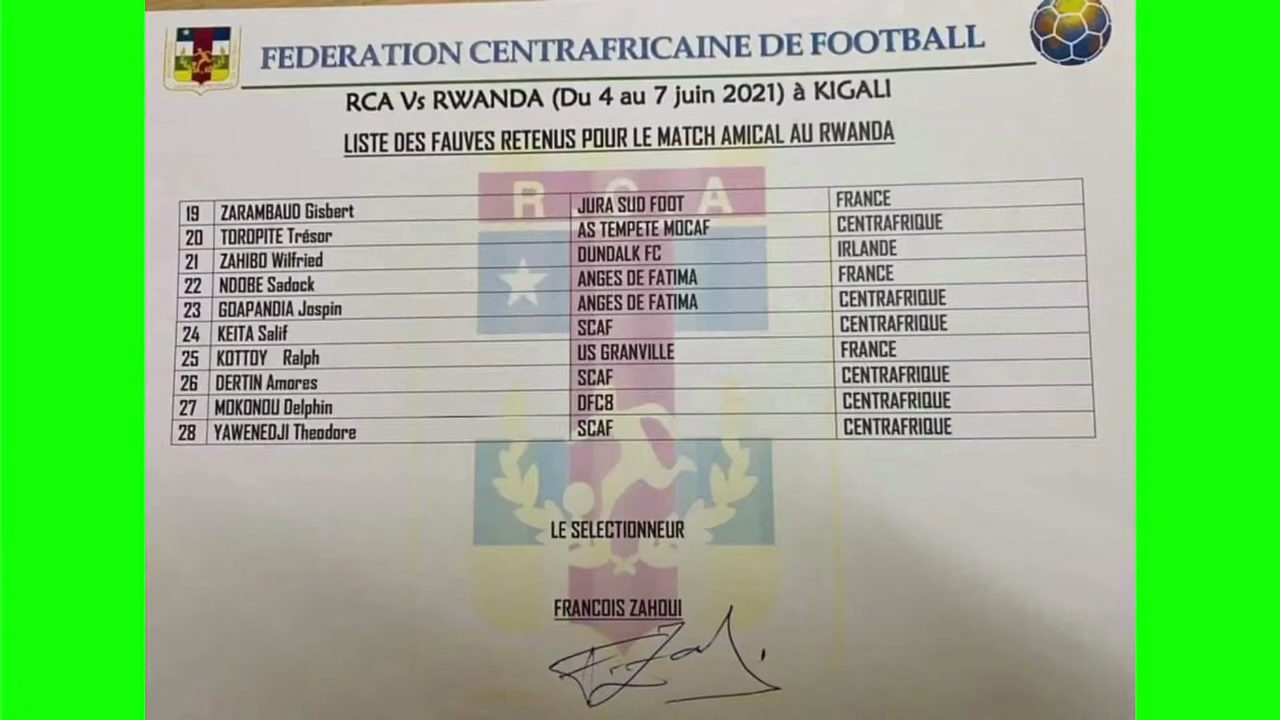 FEDERATION CENTRAFRICAINE DE FOOTBALL
RCA Vs RWANDA (Du 4 au 7 juin 2021) à KIGALI
LISTE DES FAUVES RETENUS POUR LE MATCH AMICAL AU RWANDA
R C A
19 ZARAMBAUD Gisbert JURA SUD FOOT FRANCE
20 TOROPITE Trésor AS TEMPETE MOCAF CENTRAFRIQUE
21 ZAHIBO Wilfried DUNDALK FC IRLANDE
22 NDOBE Sadock ANGES DE FATIMA FRANCE
23 GOAPANDIA Jospin ANGES DE FATIMA CENTRAFRIQUE
24 KEITA Salif SCAF CENTRAFRIQUE
25 KOTTOY Ralph US GRANVILLE FRANCE
26 DERTIN Amores SCAF CENTRAFRIQUE
27 MOKONOU Delphin DFC8 CENTRAFRIQUE
28 YAWENEDJI Theodore SCAF CENTRAFRIQUE
LE SELECTIONNEUR
FRANCOIS ZAHOUI